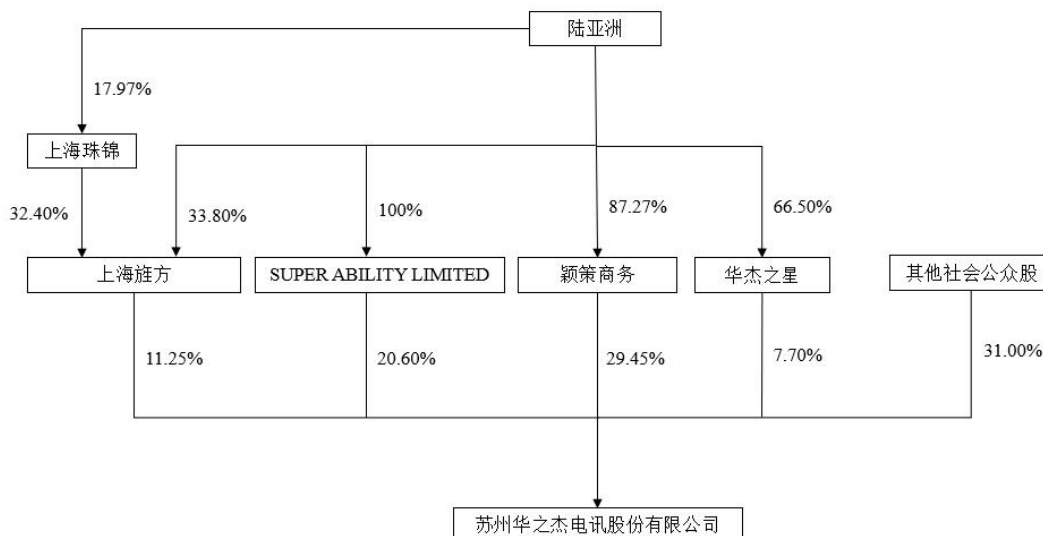 陆亚洲
17.97%
上海珠锦
32.40%
33.80%
100%
87.27%
66.50%
上海旌方
SUPER ABILITY LIMITED
颖策商务
华杰之星
其他社会公众股
11.25%
20.60%
29.45%
7.70%
31.00%
苏州华之杰电讯股份有限公司